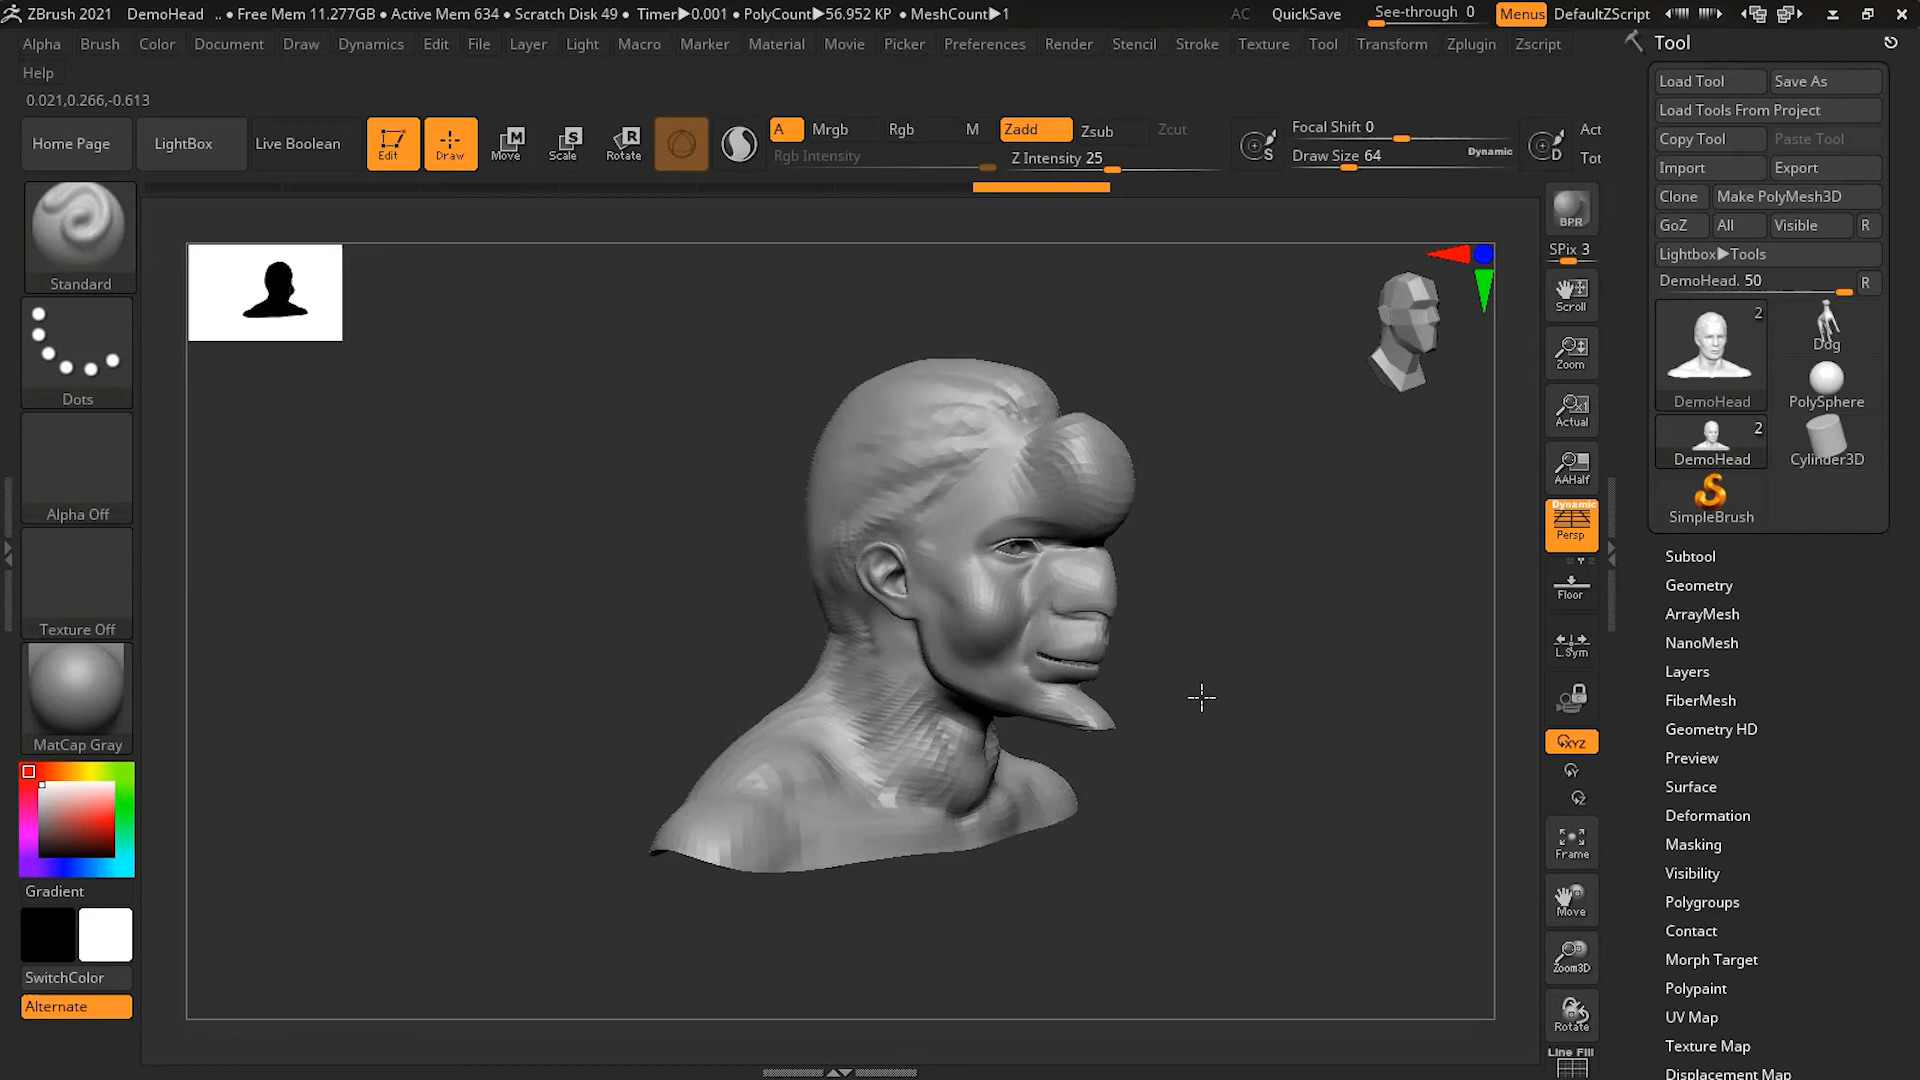 ZBrush 2021 DemoHead .. • Free Mem 11.277GB • Active Mem 634 • Scratch Disk 49 • Timer▶0.001 • PolyCount▶56.952 KP • MeshCount▶1 AC QuickSave See-through 0 Menus DefaultZScript
Alpha Brush Color Document Draw Dynamics Edit File Layer Light Macro Marker Material Movie Picker Preferences Render Stencil Stroke Texture Tool Transform Zplugin Zscript
Help
0.021,0.266,-0.613
Home Page LightBox Live Boolean Edit Draw Move Scale Rotate
M S R
A Mrgb Rgb M Zadd Zsub Zcut
Rgb Intensity Z Intensity 25
Focal Shift 0
Draw Size 64 Dynamic
S D
Act
Tot
Standard
Dots
Alpha Off
Texture Off
MatCap Gray
Gradient
SwitchColor
Alternate
BPR
SPix 3
Scroll
Zoom
x1
Actual
AAHalf
Dynamic
Persp
Floor
L.Sym
XYZ
Y
Z
Frame
Move
Zoom3D
Rotate
Line Fill
Tool
Load Tool Save As
Load Tools From Project
Copy Tool Paste Tool
Import Export
Clone Make PolyMesh3D
GoZ All Visible R
Lightbox▶Tools
DemoHead. 50 R
2
DemoHead Dog
PolySphere
2
DemoHead Cylinder3D
SimpleBrush
Subtool
Geometry
ArrayMesh
NanoMesh
Layers
FiberMesh
Geometry HD
Preview
Surface
Deformation
Masking
Visibility
Polygroups
Contact
Morph Target
Polypaint
UV Map
Texture Map
Displacement Map